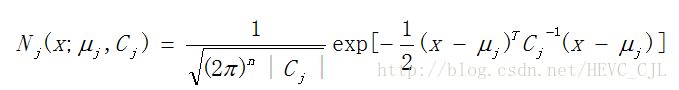 N_j(x; μ_j, C_j) = 1 / √((2π)^n | C_j |) exp[-1/2 (x - μ_j)^T C_j^{-1} (x - μ_j)]
http://blog.csdn.net/HEVC_CJL